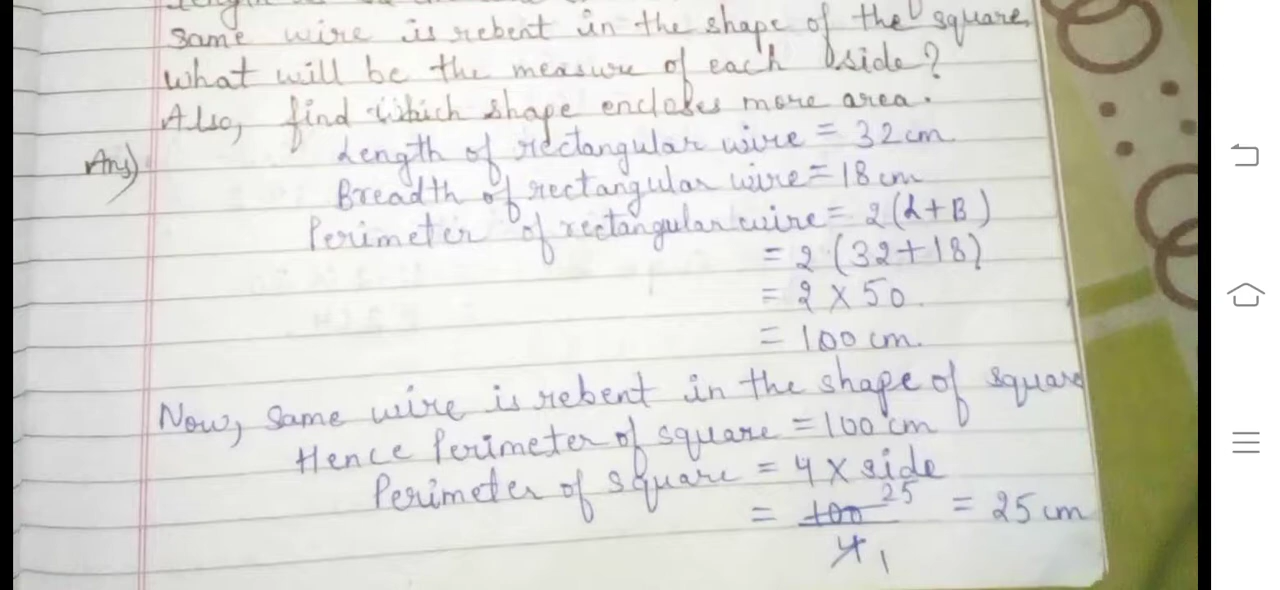 same wire is rebent in the shape of the square,
what will be the measure of each side?
Also, find which shape encloses more area.
Ans) Length of rectangular wire = 32 cm
Breadth of rectangular wire = 18 cm
Perimeter of rectangular wire = 2(L+B)
= 2 (32+18)
= 2 × 50.
= 100 cm.
Now, same wire is rebent in the shape of square
Hence Perimeter of square = 100 cm
Perimeter of square = 4 × side
= 100 25 = 25 cm
4 1